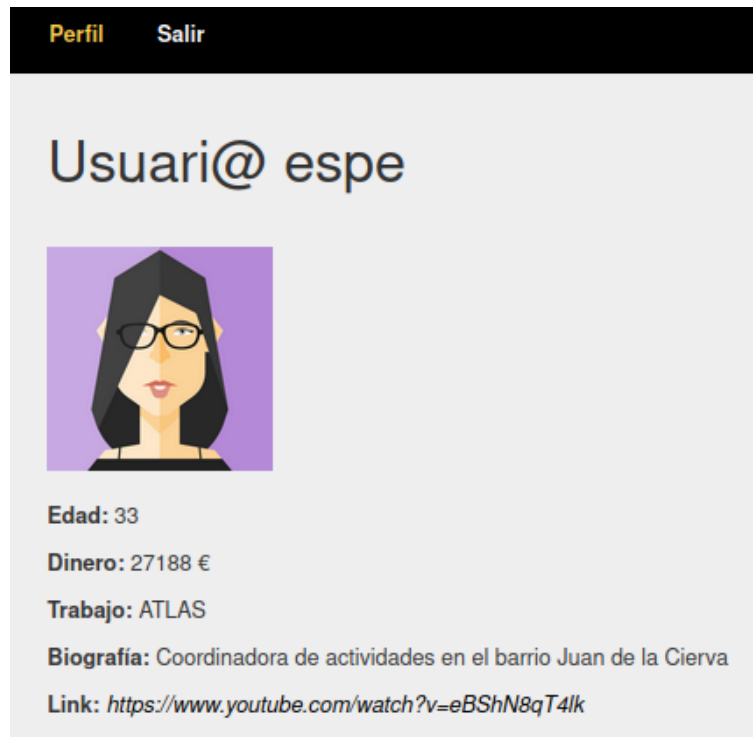 Perfil Salir
Usuari@ espe
Edad: 33
Dinero: 27188 €
Trabajo: ATLAS
Biografía: Coordinadora de actividades en el barrio Juan de la Cierva
Link: https://www.youtube.com/watch?v=eBShN8qT4lk